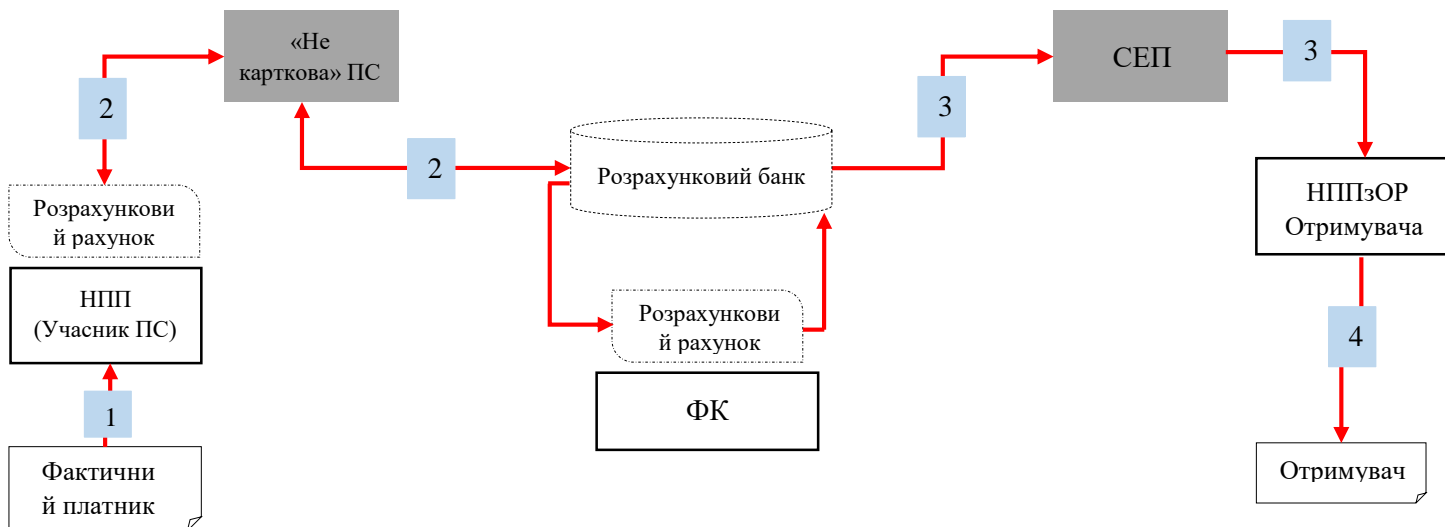 «Не
карткова» ПС
СЕП
3
2
3
2
Розрахунковий банк
НППзОР
Отримувача
Розрахункови
й рахунок
НПП
(Учасник ПС)
Розрахункови
й рахунок
4
ФК
1
Фактични
й платник
Отримувач